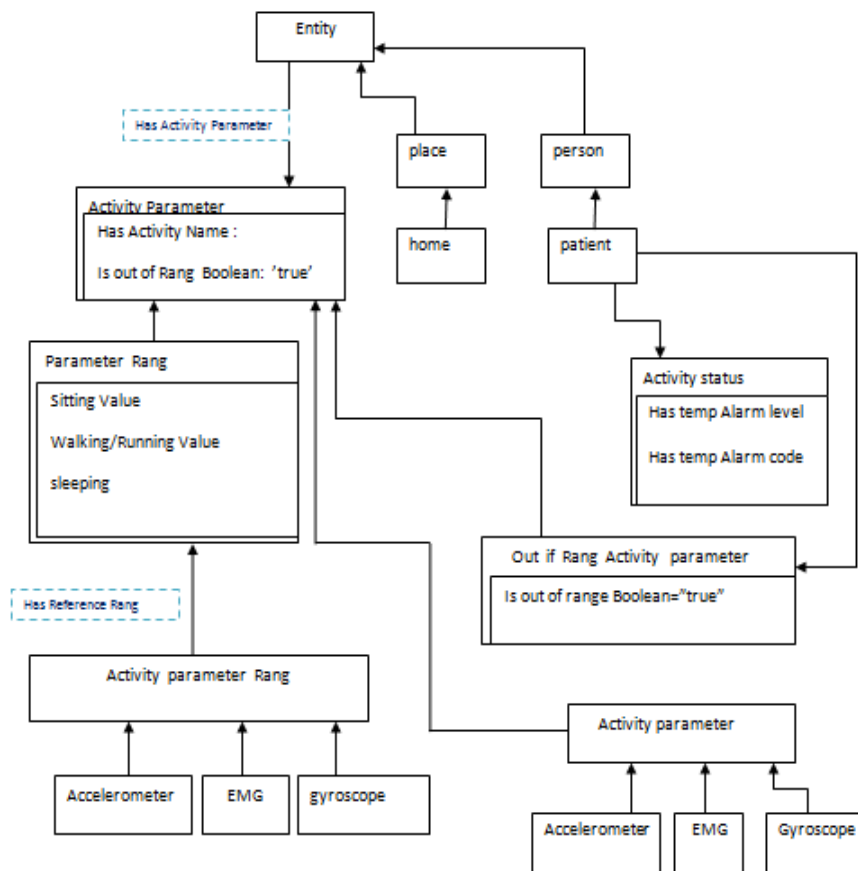 Entity
Has Activity Parameter
place
person
Activity Parameter
Has Activity Name :
Is out of Rang Boolean: ’true’
home
patient
Parameter Rang
Sitting Value
Walking/Running Value
sleeping
Activity status
Has temp Alarm level
Has temp Alarm code
Out if Rang Activity parameter
Is out of range Boolean=”true”
Has Reference Rang
Activity parameter Rang
Activity parameter
Accelerometer
EMG
gyroscope
Accelerometer
EMG
Gyroscope